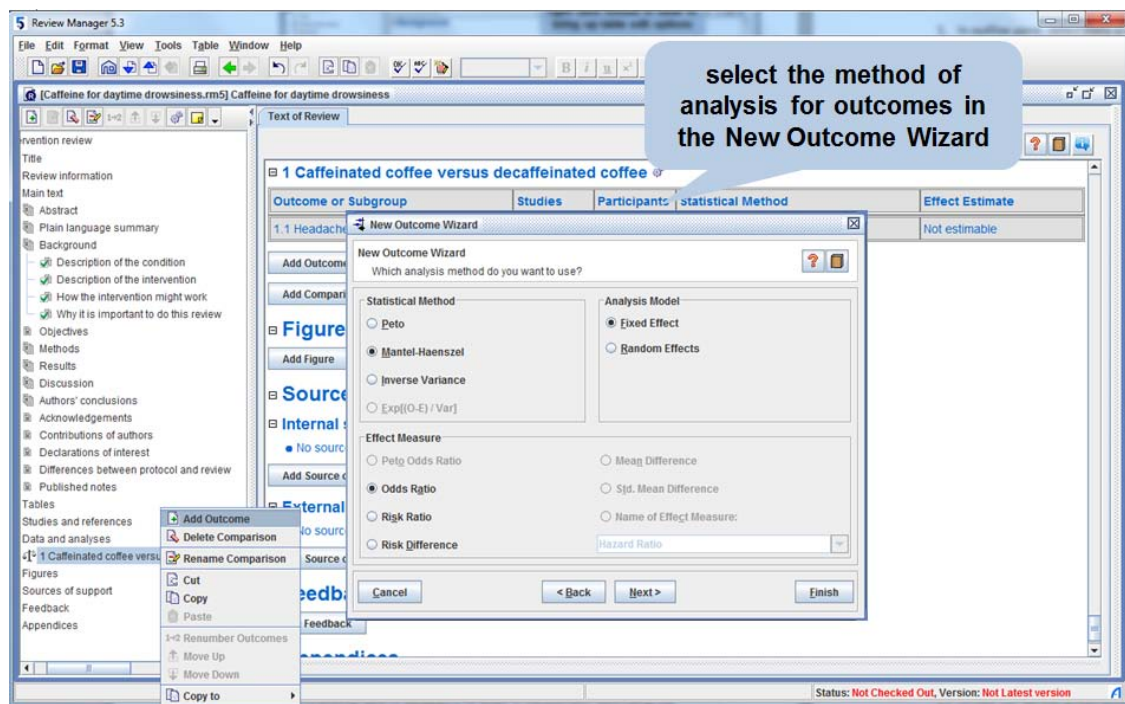 Review Manager 5.3
File Edit Format View Tools Table Window Help
B I U
[Caffeine for daytime drowsiness.rm5] Caffeine for daytime drowsiness
select the method of
analysis for outcomes in
the New Outcome Wizard
Text of Review
ervention review
Title
Review information
Main text
Abstract
Plain language summary
Background
Description of the condition
Description of the intervention
How the intervention might work
Why it is important to do this review
Objectives
Methods
Results
Discussion
Authors' conclusions
Acknowledgements
Contributions of authors
Declarations of interest
Differences between protocol and review
Published notes
Tables
Studies and references
Data and analyses
1 Caffeinated coffee versu
Figures
Sources of support
Feedback
Appendices
Add Outcome
Delete Comparison
Rename Comparison
Cut
Copy
Paste
Renumber Outcomes
Move Up
Move Down
Copy to
1 Caffeinated coffee versus decaffeinated coffee
Outcome or Subgroup Studies Participants Statistical Method Effect Estimate
1.1 Headache Not estimable
Add Outcome
Add Compari
Figure
Add Figure
Source
Internal
No sourc
Add Source o
External
No sourc
Source o
eedb
Feedback
New Outcome Wizard
New Outcome Wizard
Which analysis method do you want to use?
Statistical Method
Peto
Mantel-Haenszel
Inverse Variance
Exp[(O-E) / Var]
Analysis Model
Fixed Effect
Random Effects
Effect Measure
Peto Odds Ratio
Odds Ratio
Risk Ratio
Risk Difference
Mean Difference
Std. Mean Difference
Name of Effect Measure:
Hazard Ratio
Cancel < Back Next > Finish
Status: Not Checked Out, Version: Not Latest version